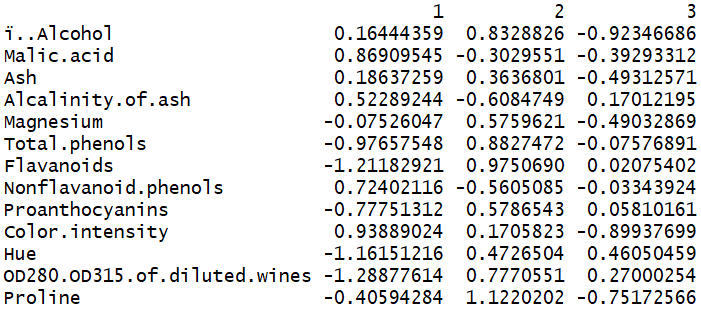 1 2 3
ï..Alcohol 0.16444359 0.8328826 -0.92346686
Malic.acid 0.86909545 -0.3029551 -0.39293312
Ash 0.18637259 0.3636801 -0.49312571
Alcalinity.of.ash 0.52289244 -0.6084749 0.17012195
Magnesium -0.07526047 0.5759621 -0.49032869
Total.phenols -0.97657548 0.8827472 -0.07576891
Flavanoids -1.21182921 0.9750690 0.02075402
Nonflavanoid.phenols 0.72402116 -0.5605085 -0.03343924
Proanthocyanins -0.77751312 0.5786543 0.05810161
Color.intensity 0.93889024 0.1705823 -0.89937699
Hue -1.16151216 0.4726504 0.46050459
OD280.OD315.of.diluted.wines -1.28877614 0.7770551 0.27000254
Proline -0.40594284 1.1220202 -0.75172566